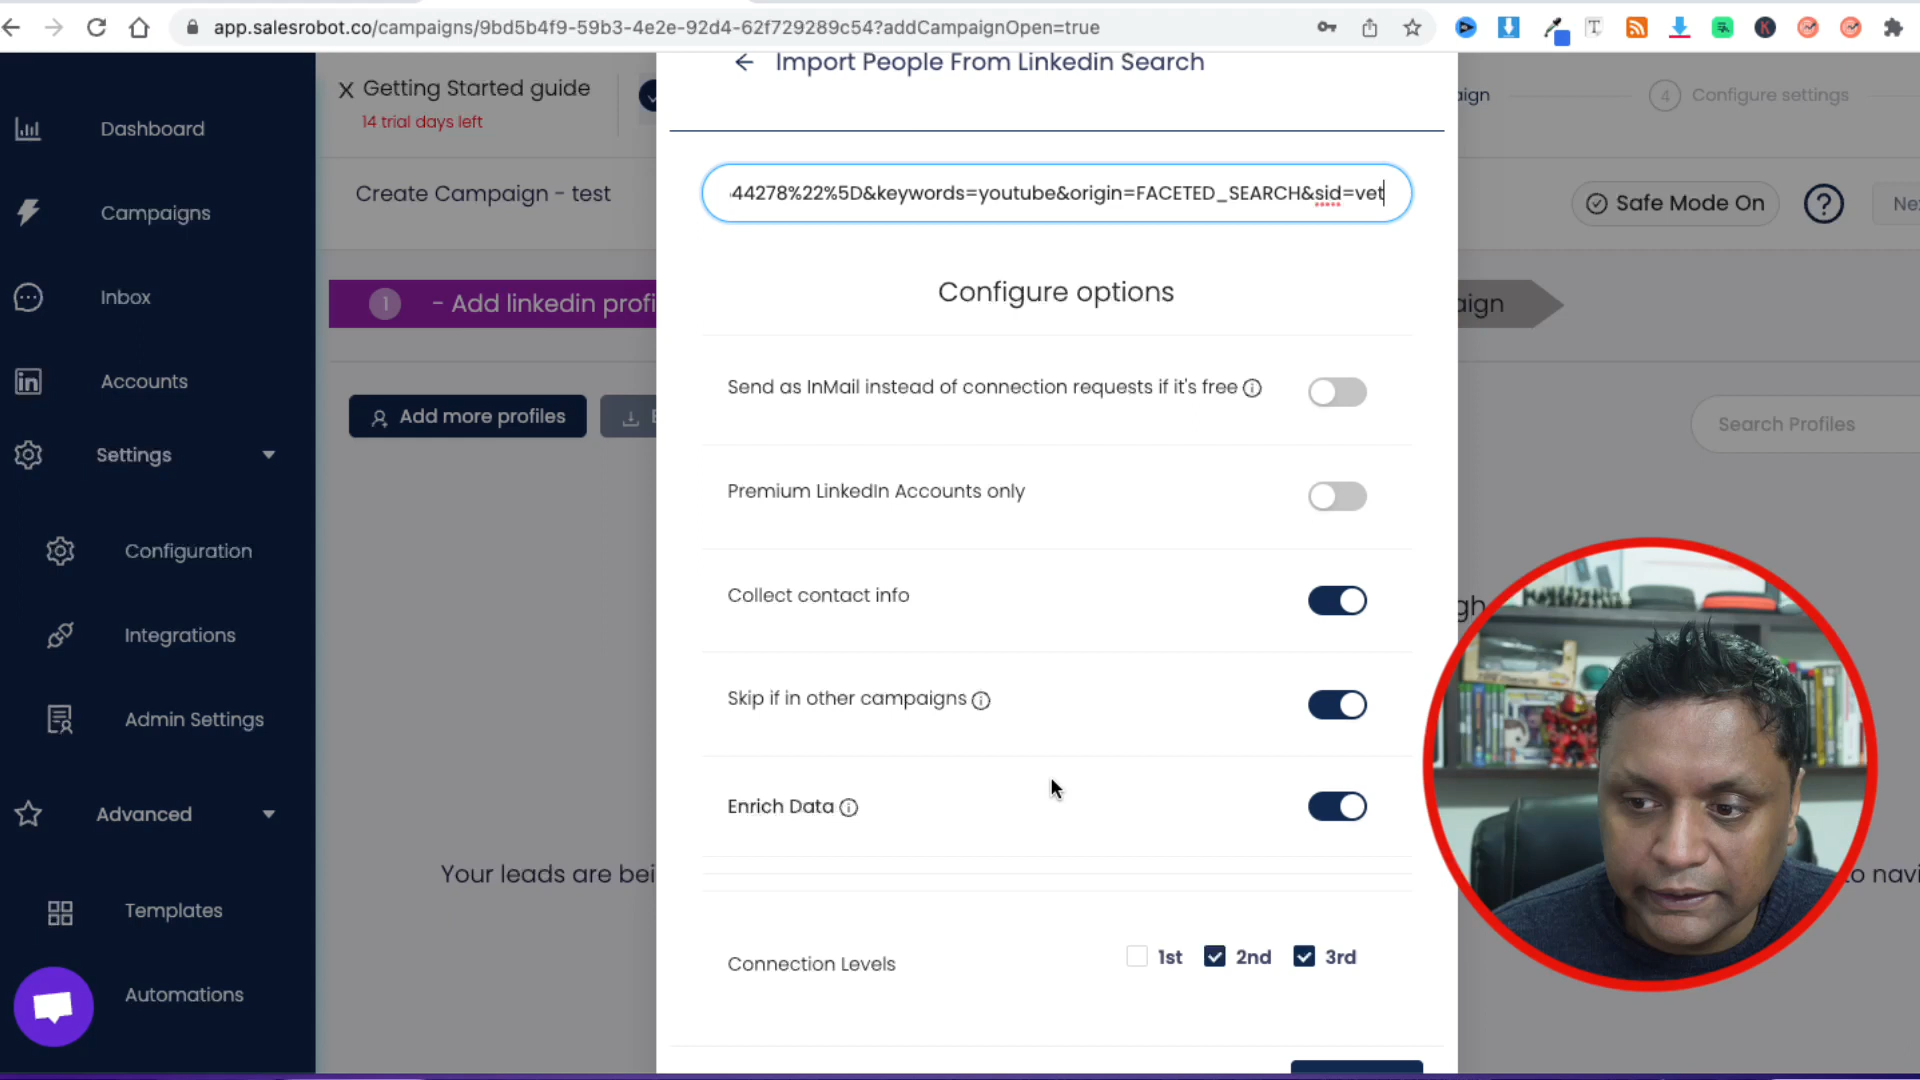 app.salesrobot.co/campaigns/9bd5b4f9-59b3-4e2e-92d4-62f729289c54?addCampaignOpen=true
Import People From Linkedin Search
X Getting Started guide
14 trial days left
aign
4 Configure settings
Dashboard
Campaigns
Inbox
Accounts
Settings
Configuration
Integrations
Admin Settings
Advanced
Templates
Automations
Create Campaign - test
44278%22%5D&keywords=youtube&origin=FACETED_SEARCH&sid=vet
Safe Mode On
?
Configure options
1 - Add linkedin profi
aign
Send as InMail instead of connection requests if it's free
Add more profiles
Search Profiles
Premium LinkedIn Accounts only
Collect contact info
gh
Skip if in other campaigns
Enrich Data
Your leads are bei
to navi
Connection Levels
1st
2nd
3rd